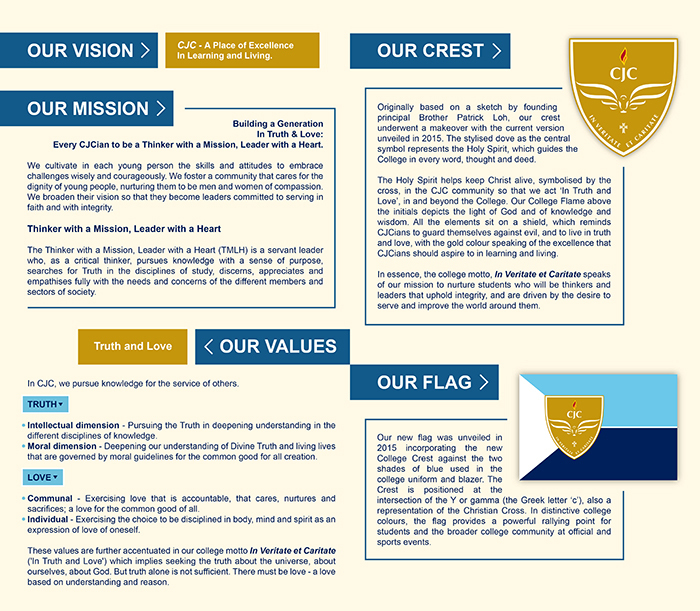 OUR VISION
CJC - A Place of Excellence
In Learning and Living.
OUR MISSION
Building a Generation
In Truth & Love:
Every CJCian to be a Thinker with a Mission, Leader with a Heart.
We cultivate in each young person the skills and attitudes to embrace
challenges wisely and courageously. We foster a community that cares for the
dignity of young people, nurturing them to be men and women of compassion.
We broaden their vision so that they become leaders committed to serving in
faith and with integrity.
Thinker with a Mission, Leader with a Heart
The Thinker with a Mission, Leader with a Heart (TMLH) is a servant leader
who, as a critical thinker, pursues knowledge with a sense of purpose,
searches for Truth in the disciplines of study, discerns, appreciates and
empathises fully with the needs and concerns of the different members and
sectors of society.
Truth and Love
OUR VALUES
In CJC, we pursue knowledge for the service of others.
TRUTH
• Intellectual dimension - Pursuing the Truth in deepening understanding in the
different disciplines of knowledge.
• Moral dimension - Deepening our understanding of Divine Truth and living lives
that are governed by moral guidelines for the common good for all creation.
LOVE
• Communal - Exercising love that is accountable, that cares, nurtures and
sacrifices; a love for the common good of all.
• Individual - Exercising the choice to be disciplined in body, mind and spirit as an
expression of love of oneself.
These values are further accentuated in our college motto In Veritate et Caritate
('In Truth and Love') which implies seeking the truth about the universe, about
ourselves, about God. But truth alone is not sufficient. There must be love - a love
based on understanding and reason.
OUR CREST
CJC
IN VERITATE ET CARITATE
Originally based on a sketch by founding
principal Brother Patrick Loh, our crest
underwent a makeover with the current version
unveiled in 2015. The stylised dove as the central
symbol represents the Holy Spirit, which guides the
College in every word, thought and deed.
The Holy Spirit helps keep Christ alive, symbolised by the
cross, in the CJC community so that we act 'In Truth and
Love', in and beyond the College. Our College Flame above
the initials depicts the light of God and of knowledge and
wisdom. All the elements sit on a shield, which reminds
CJCians to guard themselves against evil, and to live in truth
and love, with the gold colour speaking of the excellence that
CJCians should aspire to in learning and living.
In essence, the college motto, In Veritate et Caritate speaks
of our mission to nurture students who will be thinkers and
leaders that uphold integrity, and are driven by the desire to
serve and improve the world around them.
OUR FLAG
CJC
Our new flag was unveiled in
2015 incorporating the new
College Crest against the two
shades of blue used in the
college uniform and blazer. The
Crest is positioned at the
intersection of the Y or gamma (the Greek letter 'c'), also a
representation of the Christian Cross. In distinctive college
colours, the flag provides a powerful rallying point for
students and the broader college community at official and
sports events.